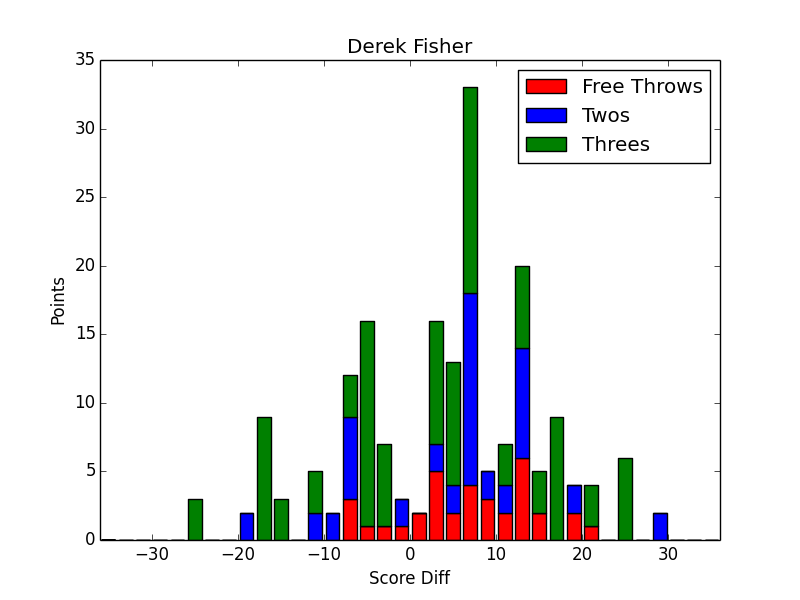 Derek Fisher
Free Throws
Twos
Threes
35
30
25
20
15
10
5
0
Points
−30
−20
−10
0
10
20
30
Score Diff